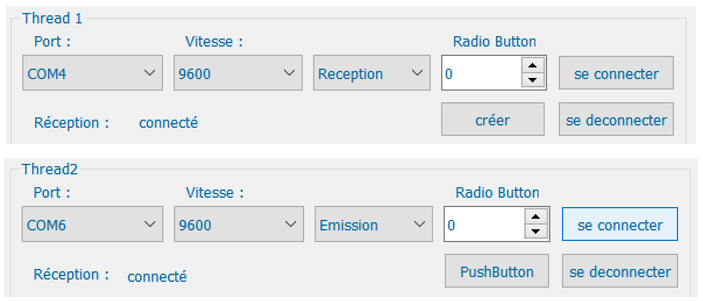 Thread 1
Port : Vitesse : Radio Button
COM4 9600 Reception 0 se connecter
Réception : connecté créer se deconnecter
Thread2
Port : Vitesse : Radio Button
COM6 9600 Emission 0 se connecter
Réception : connecté PushButton se deconnecter